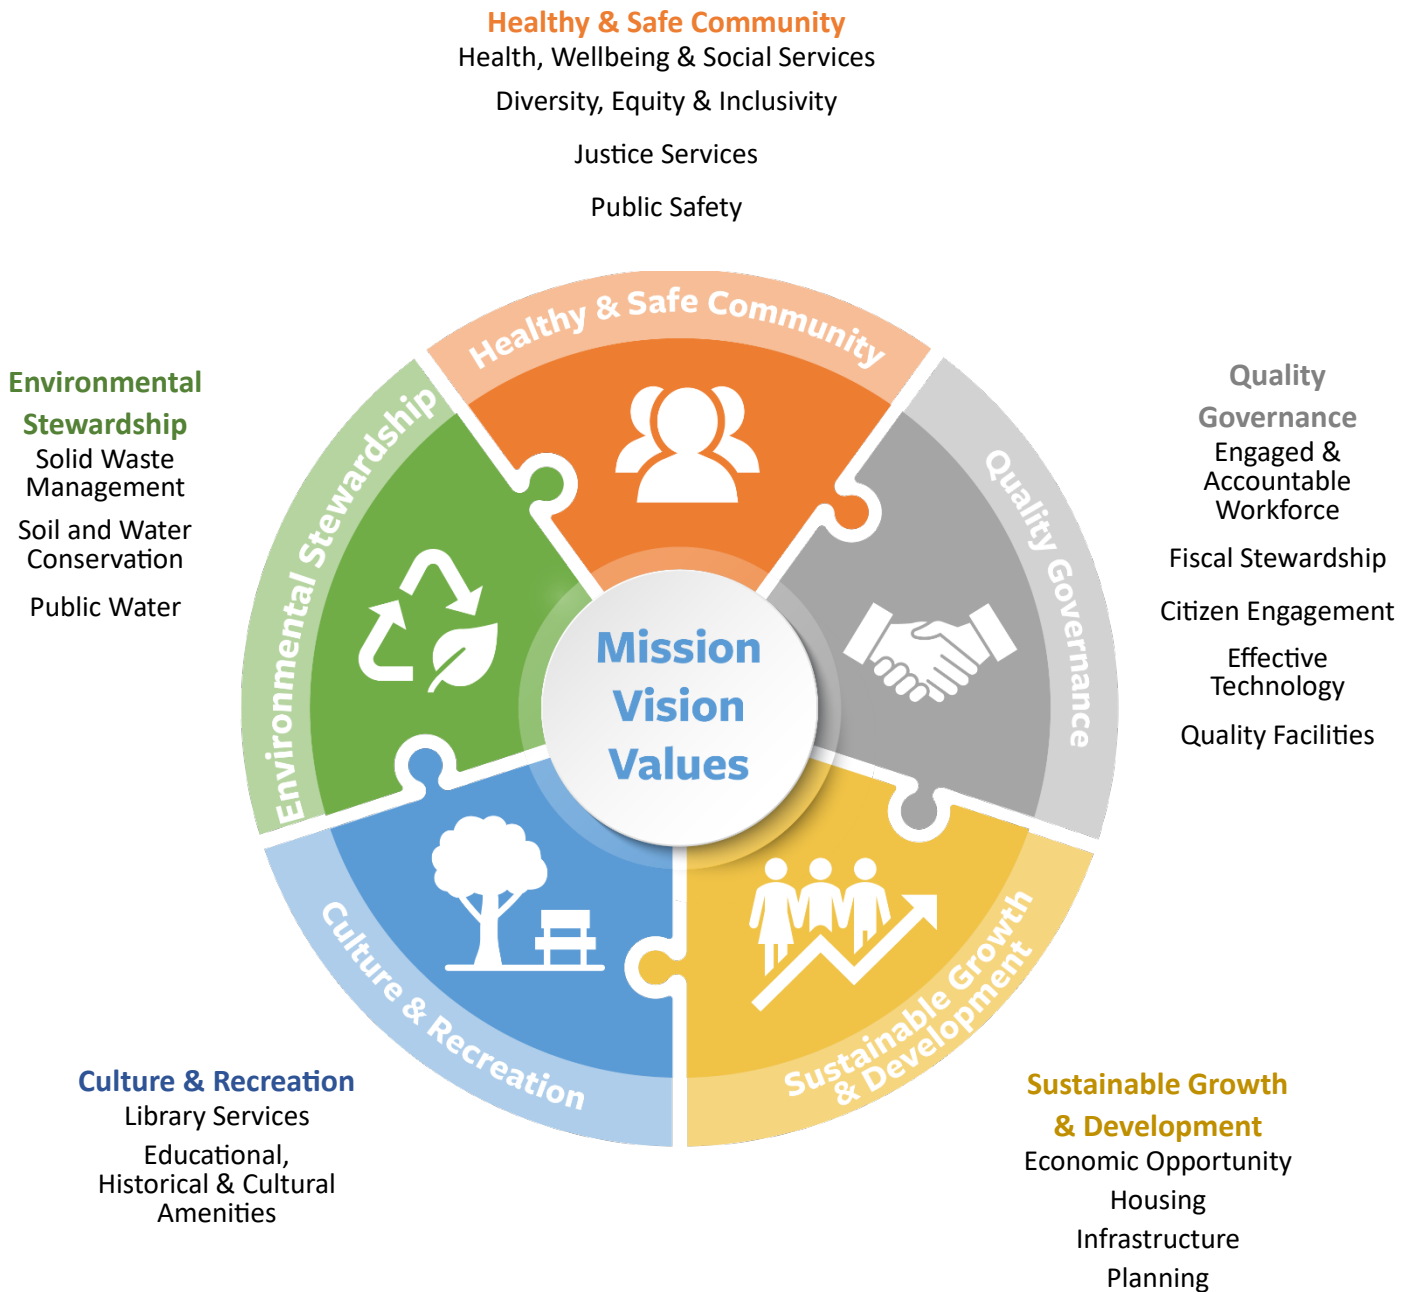 Healthy & Safe Community
Health, Wellbeing & Social Services
Diversity, Equity & Inclusivity
Justice Services
Public Safety
Healthy & Safe Community
Environmental
Stewardship
Solid Waste
Management
Soil and Water
Conservation
Public Water
Environmental Stewardship
Quality
Governance
Engaged &
Accountable
Workforce
Fiscal Stewardship
Citizen Engagement
Effective
Technology
Quality Facilities
Quality Governance
Mission
Vision
Values
Culture & Recreation
Sustainable Growth
& Development
Culture & Recreation
Library Services
Educational,
Historical & Cultural
Amenities
Sustainable Growth
& Development
Economic Opportunity
Housing
Infrastructure
Planning